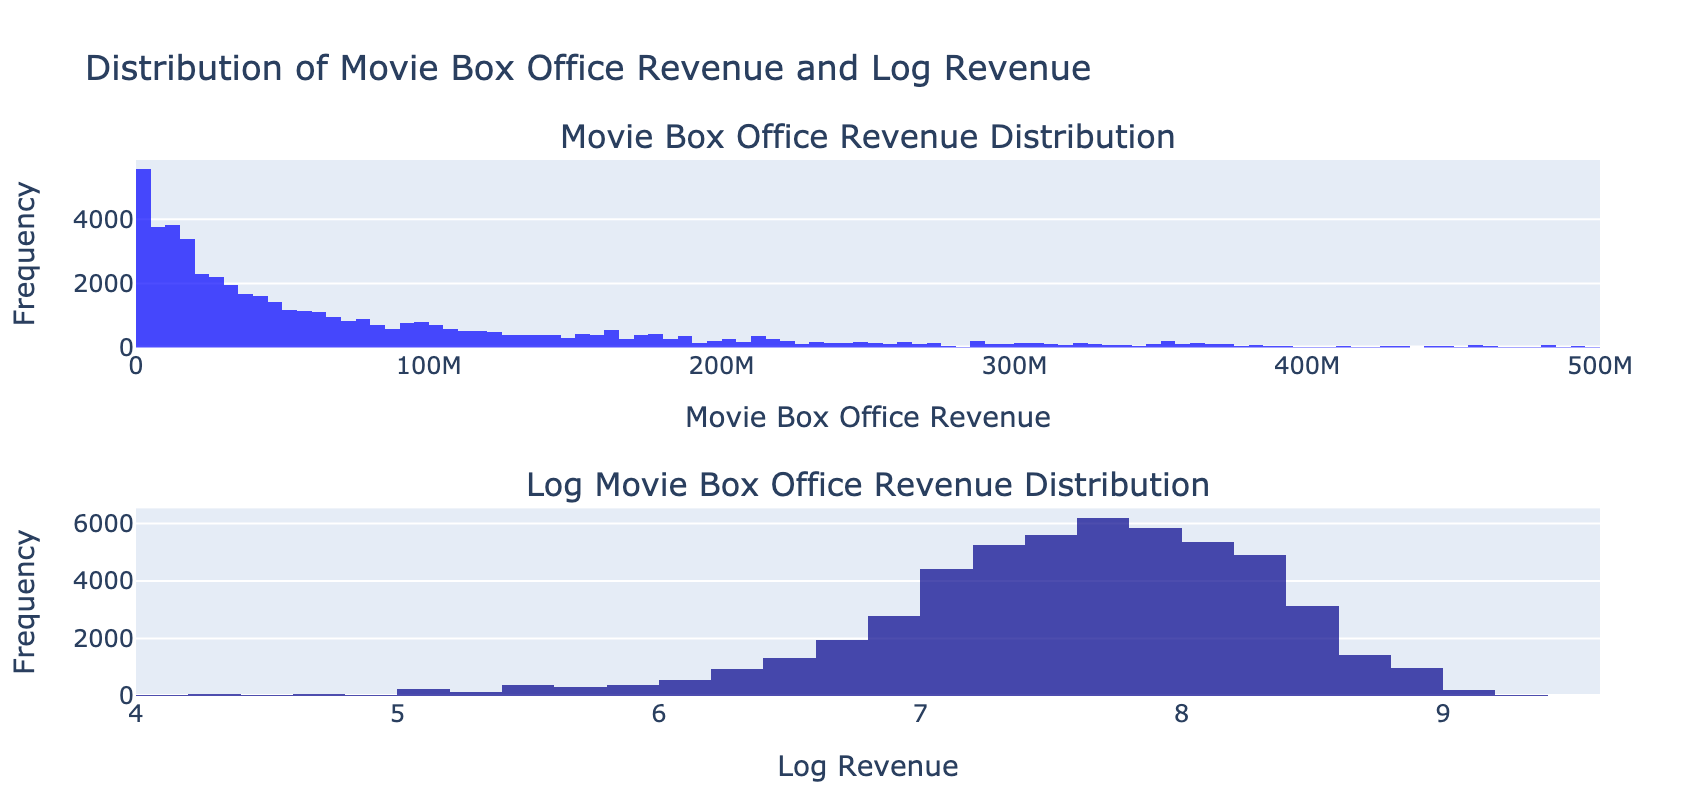 Distribution of Movie Box Office Revenue and Log Revenue
Movie Box Office Revenue Distribution
Frequency
4000
2000
0
0 100M 200M 300M 400M 500M
Movie Box Office Revenue
Log Movie Box Office Revenue Distribution
Frequency
6000
4000
2000
0
4 5 6 7 8 9
Log Revenue